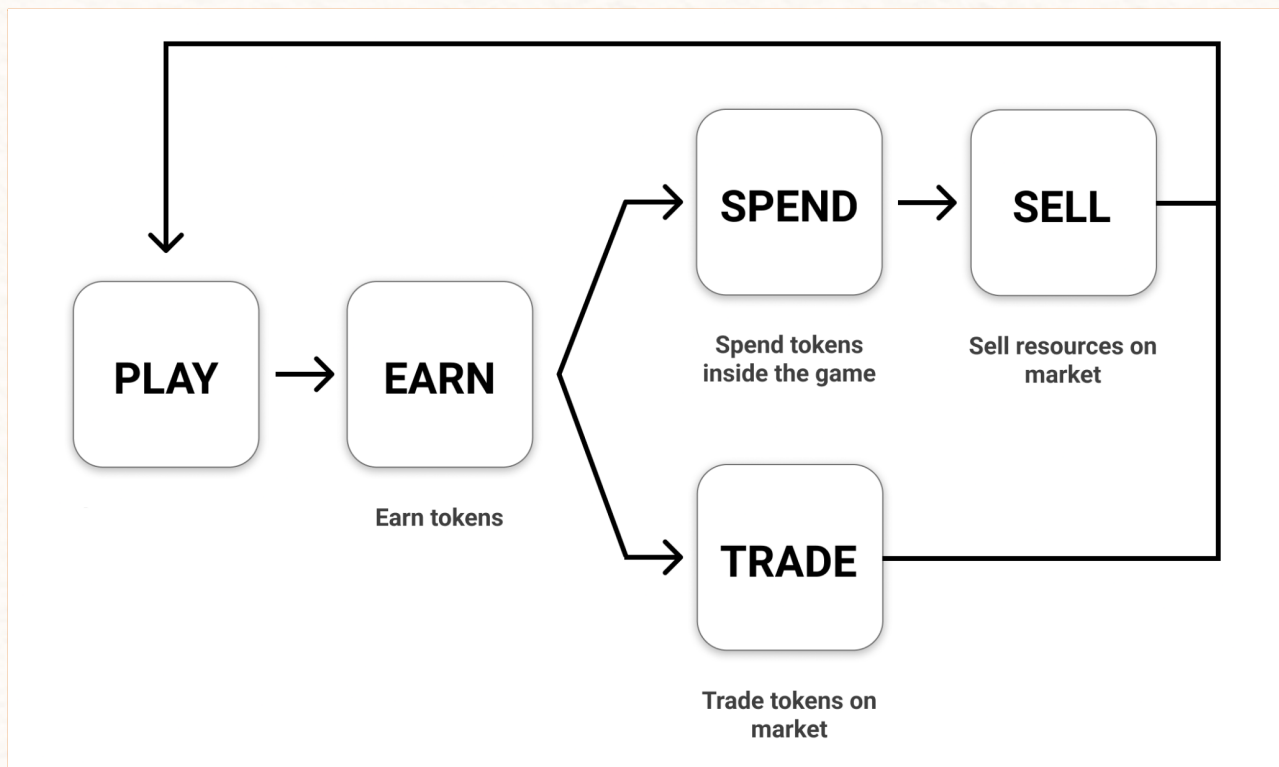 PLAY
EARN
Earn tokens
SPEND
Spend tokens
inside the game
SELL
Sell resources on
market
TRADE
Trade tokens on
market